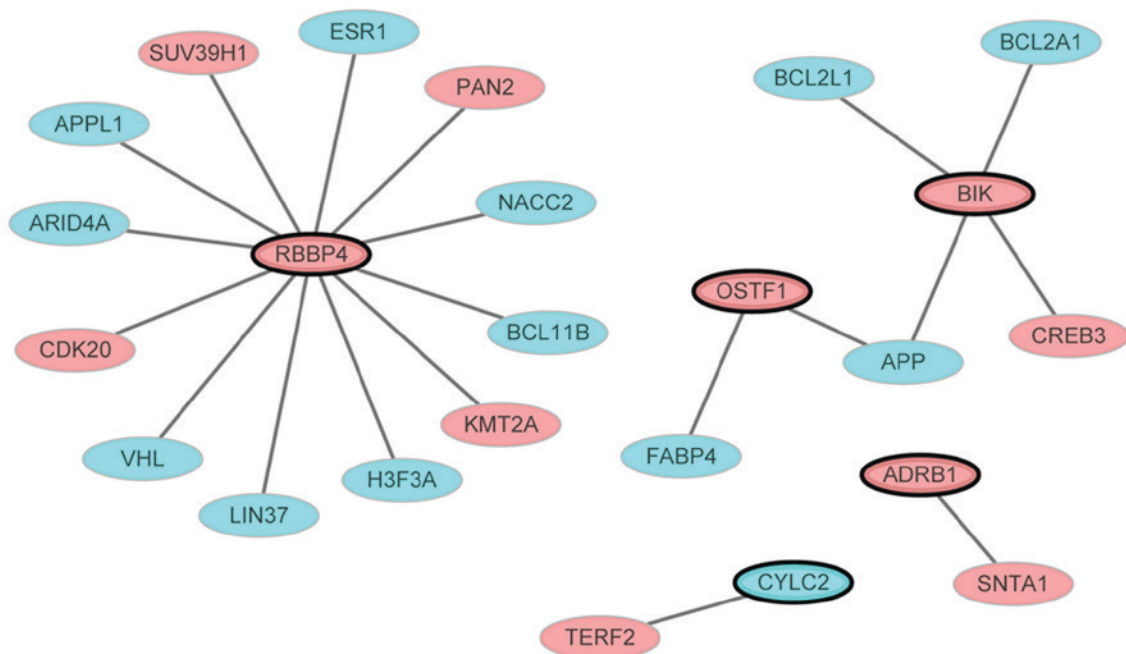 ESR1
SUV39H1
PAN2
APPL1
NACC2
ARID4A
RBBP4
BCL11B
CDK20
KMT2A
VHL
H3F3A
LIN37
BCL2A1
BCL2L1
BIK
OSTF1
CREB3
APP
FABP4
ADRB1
SNTA1
CYLC2
TERF2